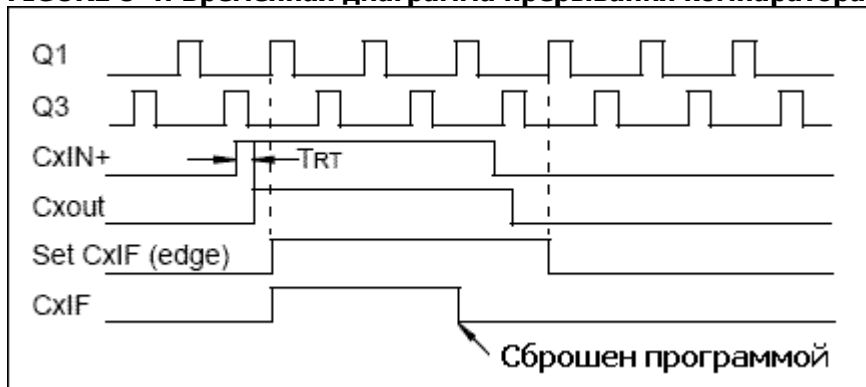 Q1
Q3
CxIN+
TRT
Cxout
Set CxIF (edge)
CxIF
Сброшен программой